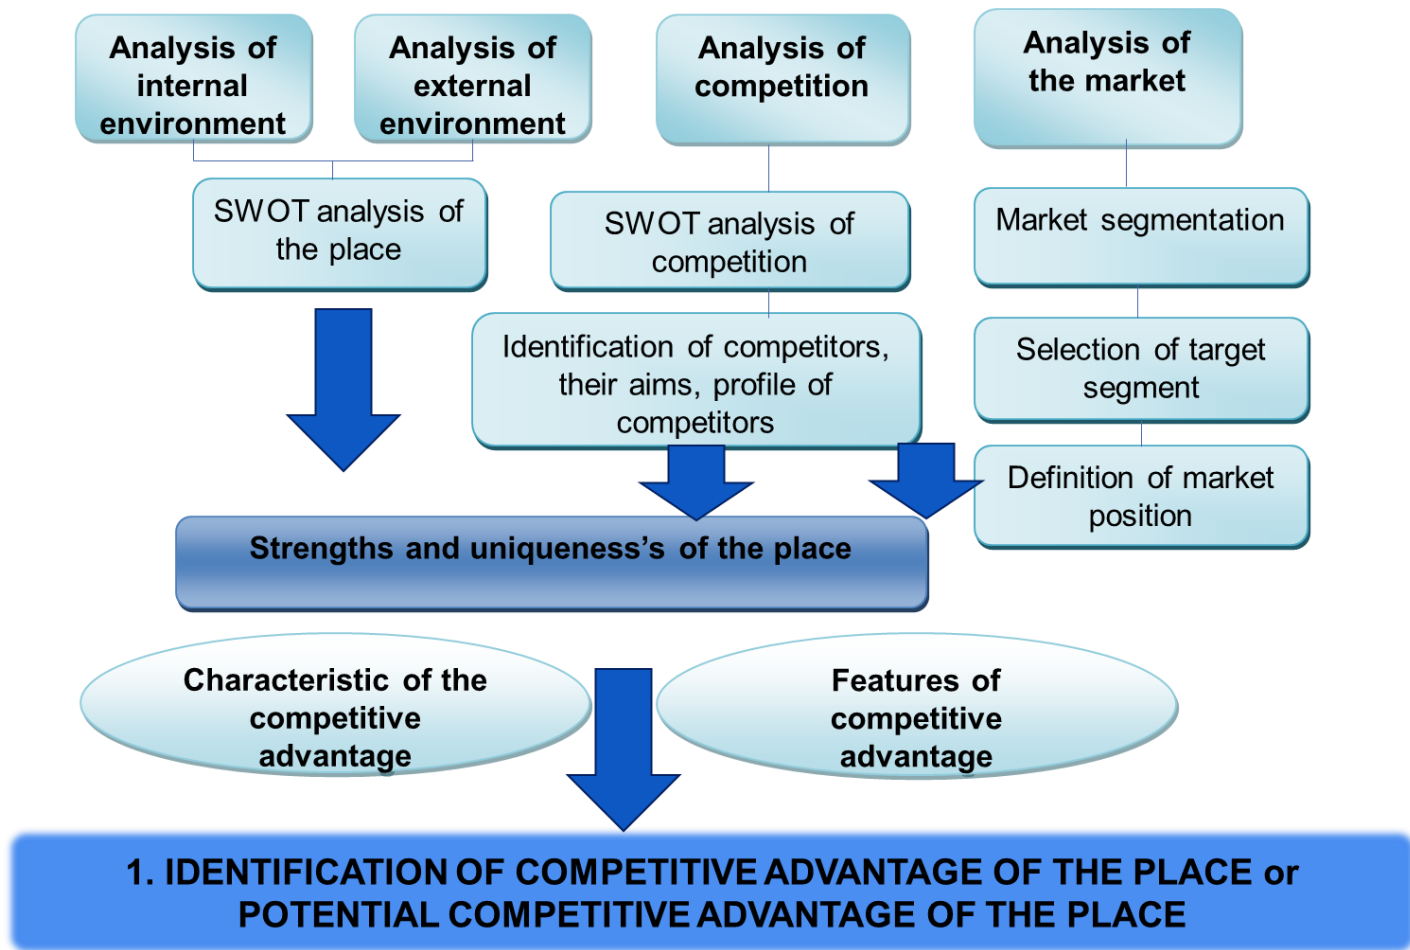 Analysis of
internal
environment
Analysis of
external
environment
Analysis of
competition
Analysis of
the market
SWOT analysis of
the place
SWOT analysis of
competition
Market segmentation
Identification of competitors,
their aims, profile of
competitors
Selection of target
segment
Definition of market
position
Strengths and uniqueness’s of the place
Characteristic of the
competitive
advantage
Features of
competitive
advantage
1. IDENTIFICATION OF COMPETITIVE ADVANTAGE OF THE PLACE or
POTENTIAL COMPETITIVE ADVANTAGE OF THE PLACE